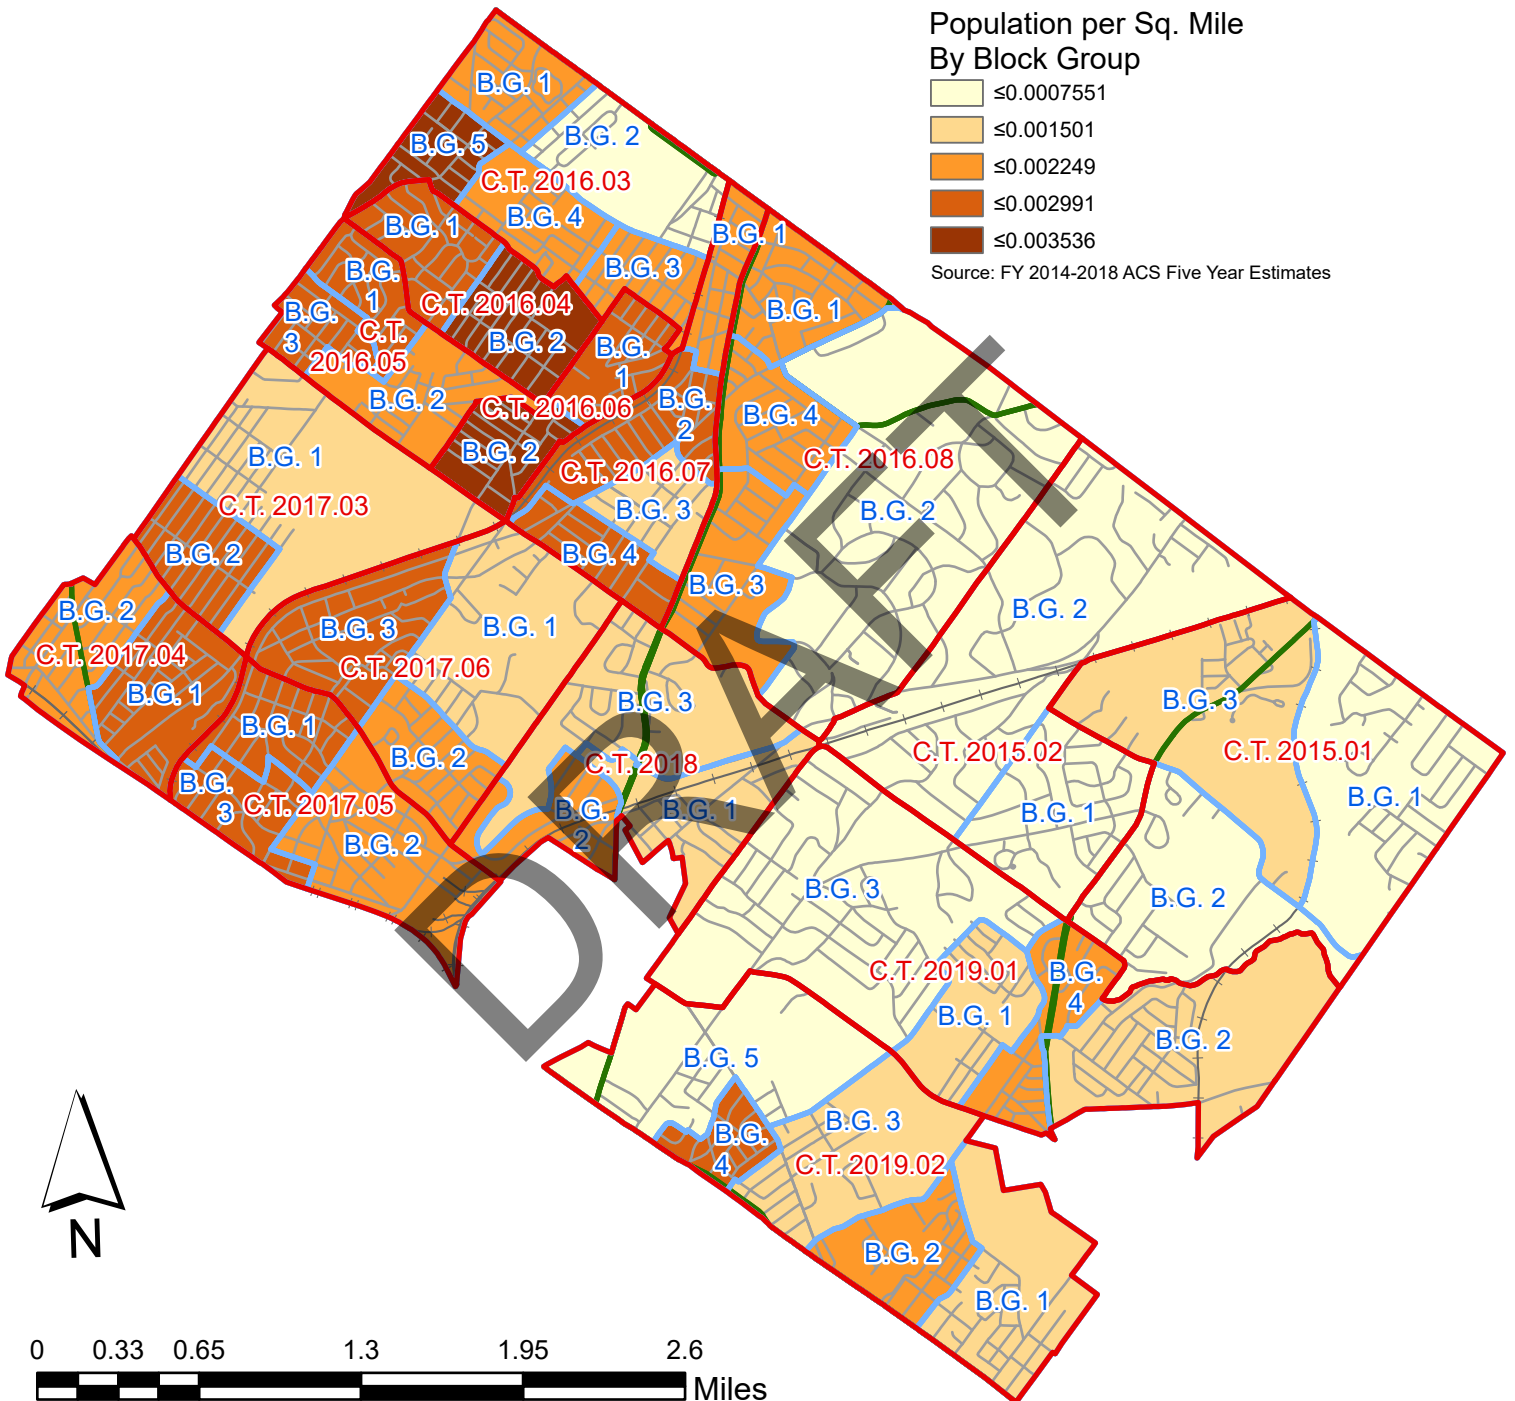 Population per Sq. Mile
By Block Group
≤0.0007551
≤0.001501
≤0.002249
≤0.002991
≤0.003536
Source: FY 2014-2018 ACS Five Year Estimates
B.G. 1
B.G. 2
B.G. 5
C.T. 2016.03
B.G. 4
B.G. 1
B.G. 1
B.G. 3
B.G.
1
C.T. 2016.04
B.G. 1
B.G.
3
C.T.
2016.05
B.G. 2
B.G.
1
B.G. 2
C.T. 2016.06
B.G.
2
B.G. 4
B.G. 2
B.G. 1
C.T. 2016.08
C.T. 2016.07
C.T. 2017.03
B.G. 3
B.G. 2
B.G. 2
B.G. 4
B.G. 3
B.G. 2
B.G. 2
B.G. 3
B.G. 1
C.T. 2017.04
C.T. 2017.06
B.G. 1
B.G. 3
B.G. 3
B.G. 1
B.G. 2
C.T. 2018
C.T. 2015.02
C.T. 2015.01
B.G.
3
C.T. 2017.05
B.G.
2
B.G. 1
B.G. 1
B.G. 1
B.G. 2
B.G. 3
B.G. 2
C.T. 2019.01
B.G.
4
B.G. 1
B.G. 2
B.G. 5
B.G. 3
B.G.
4
C.T. 2019.02
B.G. 2
B.G. 1
DRAFT
N
0 0.33 0.65 1.3 1.95 2.6
Miles